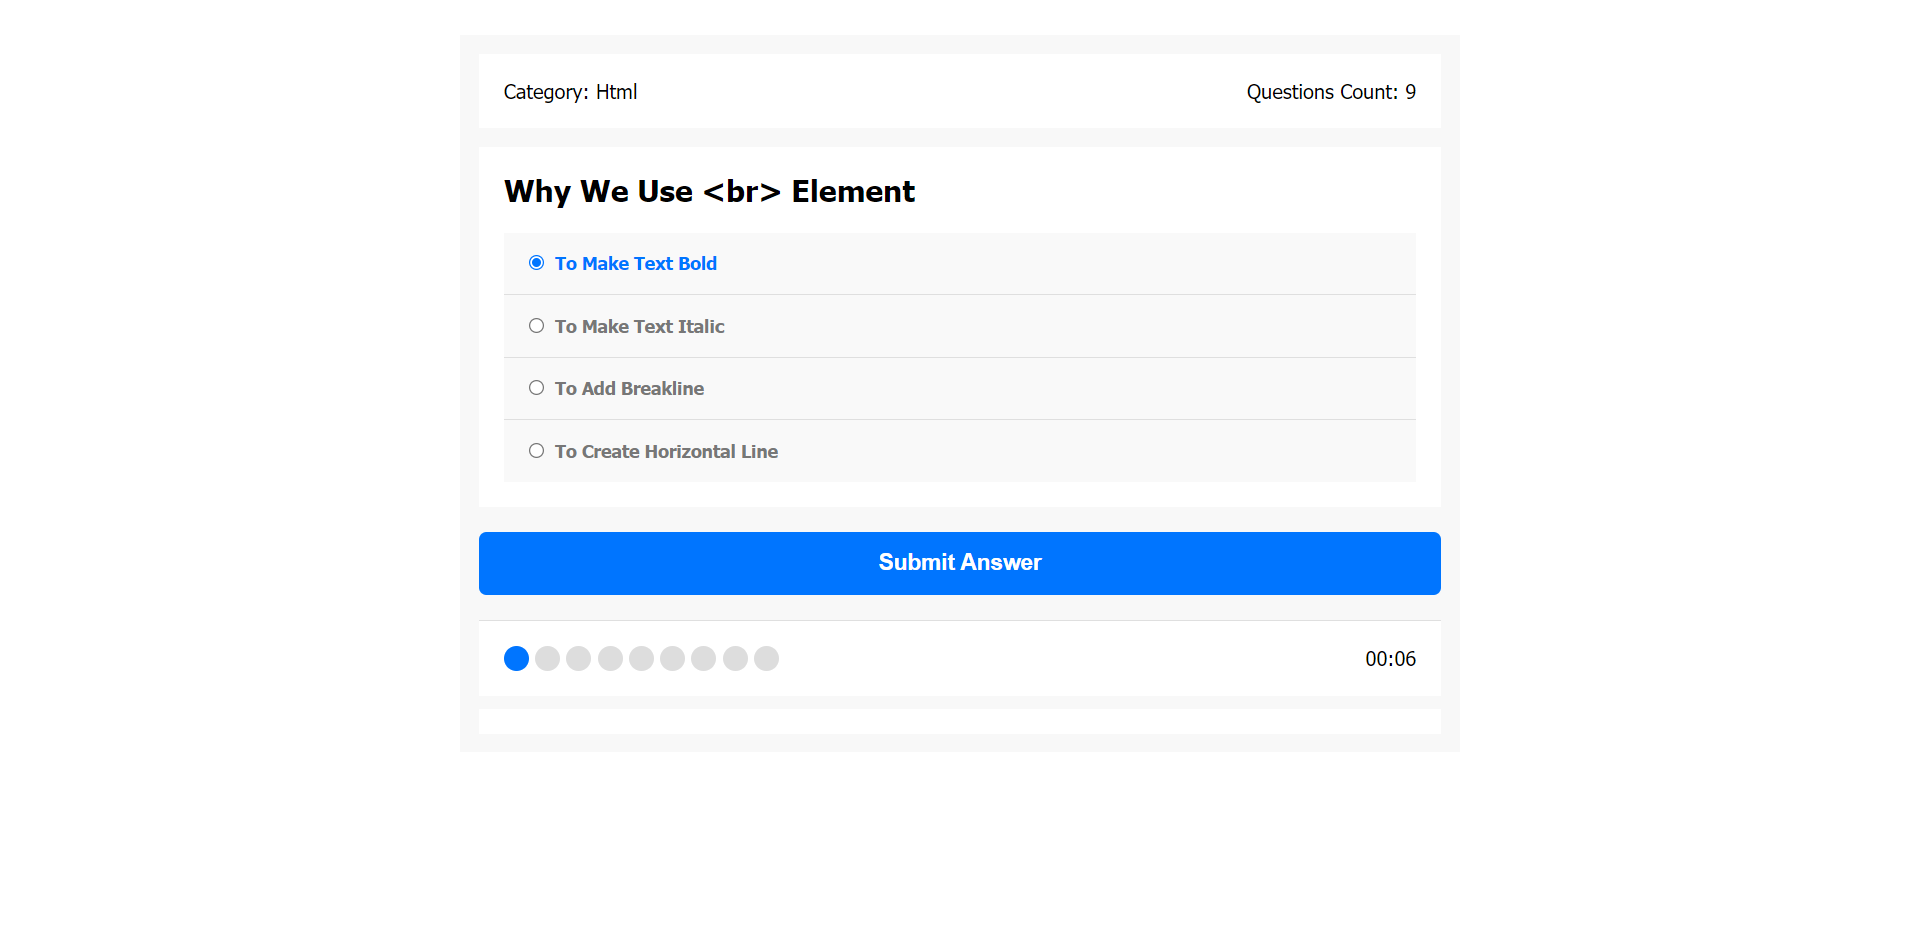 Category: Html
Questions Count: 9
Why We Use <br> Element
To Make Text Bold
To Make Text Italic
To Add Breakline
To Create Horizontal Line
Submit Answer
00:06